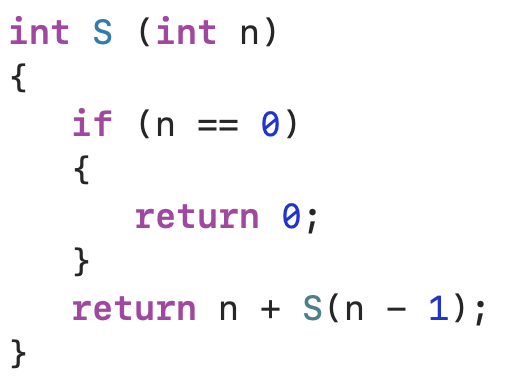 int S (int n)
{
   if (n == 0)
   {
      return 0;
   }
   return n + S(n - 1);
}